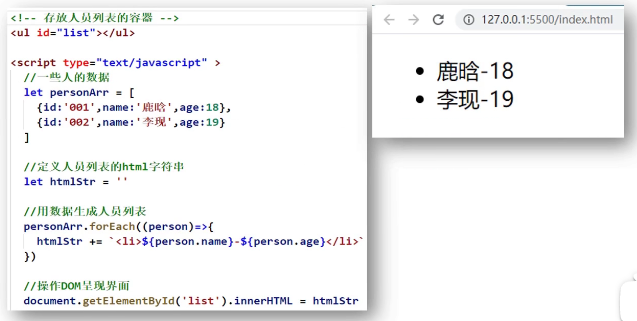 <!-- 存放人员列表的容器 -->
<ul id="list"></ul>
<script type="text/javascript" >
//一些人的数据
let personArr = [
{id:'001',name:'鹿晗',age:18},
{id:'002',name:'李现',age:19}
]
//定义人员列表的html字符串
let htmlStr = ''
//用数据生成人员列表
personArr.forEach((person)=>{
htmlStr += `<li>${person.name}-${person.age}</li>`
})
//操作DOM呈现界面
document.getElementById('list').innerHTML = htmlStr
127.0.0.1:5500/index.html
鹿晗-18
李现-19